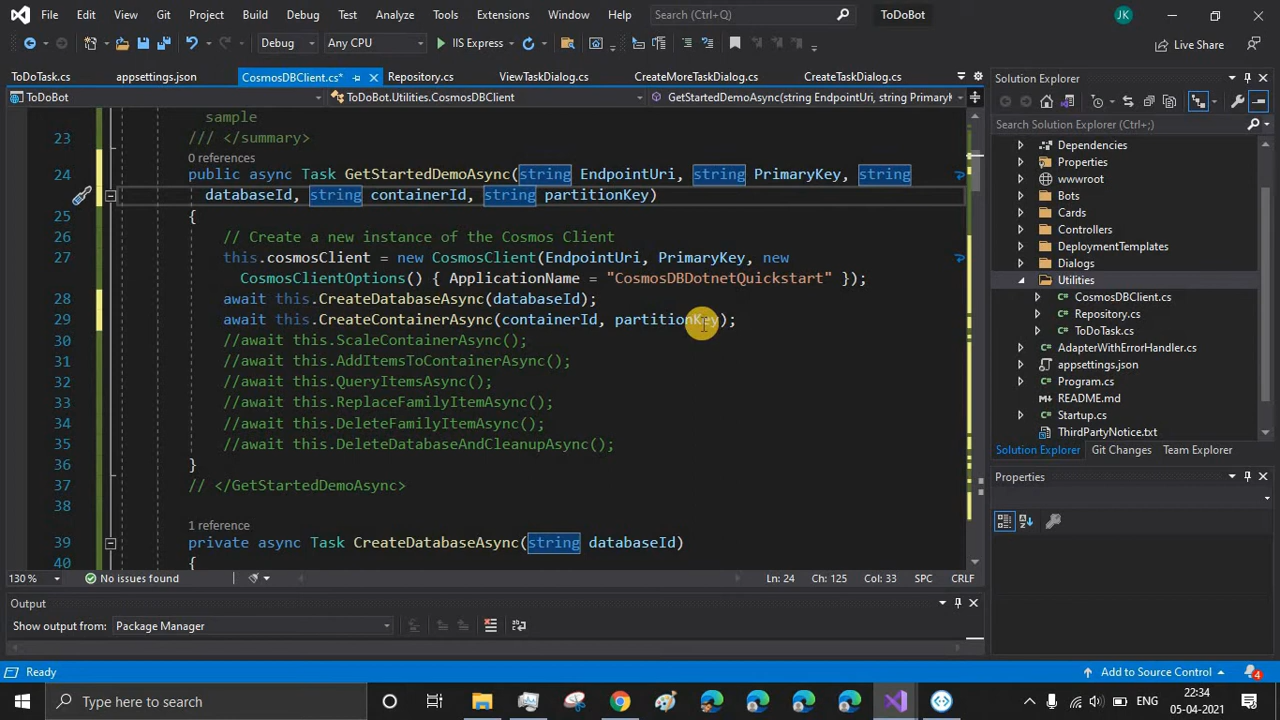 File Edit View Git Project Build Debug Test Analyze Tools Extensions Window Help Search (Ctrl+Q) ToDoBot JK
Debug Any CPU IIS Express Live Share
ToDoTask.cs appsettings.json CosmosDBClient.cs* Repository.cs ViewTaskDialog.cs CreateMoreTaskDialog.cs CreateTaskDialog.cs
ToDoBot ToDoBot.Utilities.CosmosDBClient GetStartedDemoAsync(string EndpointUri, string PrimaryK
sample
23 /// </summary>
0 references
24 public async Task GetStartedDemoAsync(string EndpointUri, string PrimaryKey, string
databaseId, string containerId, string partitionKey)
25 {
26 // Create a new instance of the Cosmos Client
27 this.cosmosClient = new CosmosClient(EndpointUri, PrimaryKey, new
CosmosClientOptions() { ApplicationName = "CosmosDBDotnetQuickstart" });
28 await this.CreateDatabaseAsync(databaseId);
29 await this.CreateContainerAsync(containerId, partitionKey);
30 //await this.ScaleContainerAsync();
31 //await this.AddItemsToContainerAsync();
32 //await this.QueryItemsAsync();
33 //await this.ReplaceFamilyItemAsync();
34 //await this.DeleteFamilyItemAsync();
35 //await this.DeleteDatabaseAndCleanupAsync();
36 }
37 // </GetStartedDemoAsync>
38
1 reference
39 private async Task CreateDatabaseAsync(string databaseId)
40 {
130 % No issues found Ln: 24 Ch: 125 Col: 33 SPC CRLF
Output
Show output from: Package Manager
Solution Explorer
Search Solution Explorer (Ctrl+;)
Dependencies
Properties
wwwroot
Bots
Cards
Controllers
DeploymentTemplates
Dialogs
Utilities
CosmosDBClient.cs
Repository.cs
ToDoTask.cs
AdapterWithErrorHandler.cs
appsettings.json
Program.cs
README.md
Startup.cs
ThirdPartyNotice.txt
Solution Explorer Git Changes Team Explorer
Properties
Ready Add to Source Control 4
Type here to search ENG 22:34 05-04-2021